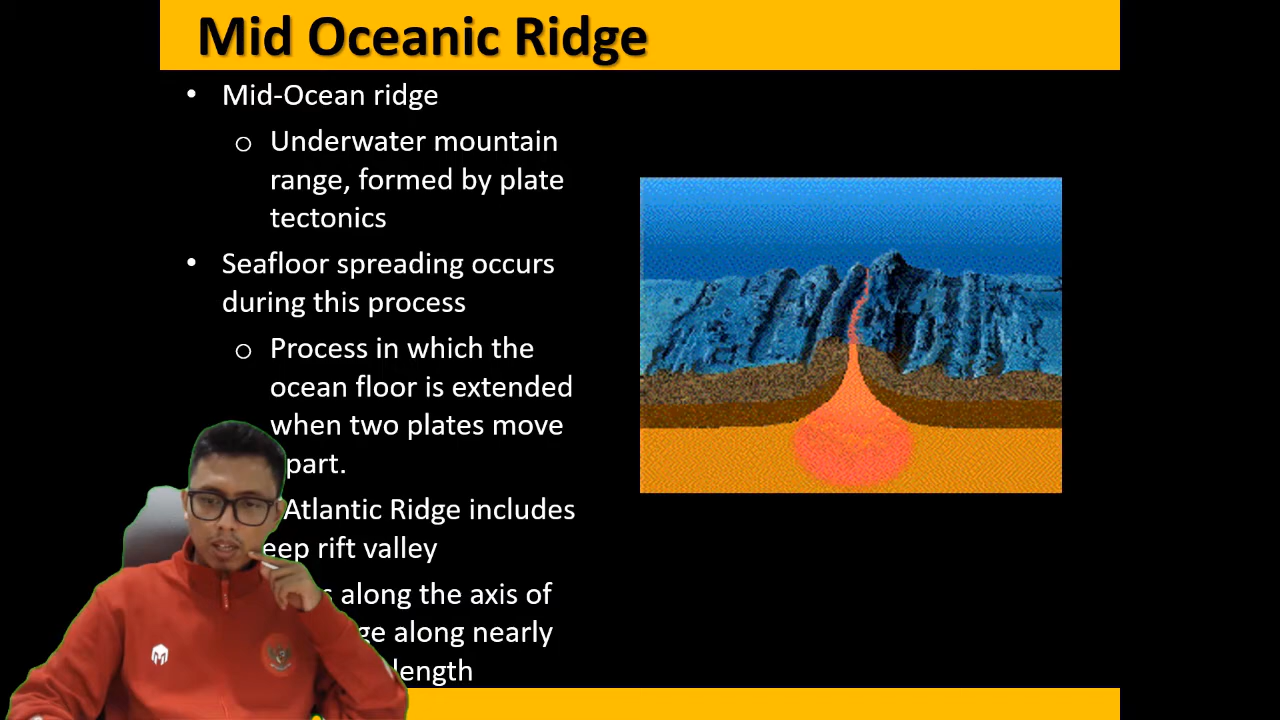 Mid Oceanic Ridge
• Mid-Ocean ridge
o Underwater mountain
range, formed by plate
tectonics
• Seafloor spreading occurs
during this process
o Process in which the
ocean floor is extended
when two plates move
part.
Atlantic Ridge includes
rift valley
along the axis of
along nearly
length
M